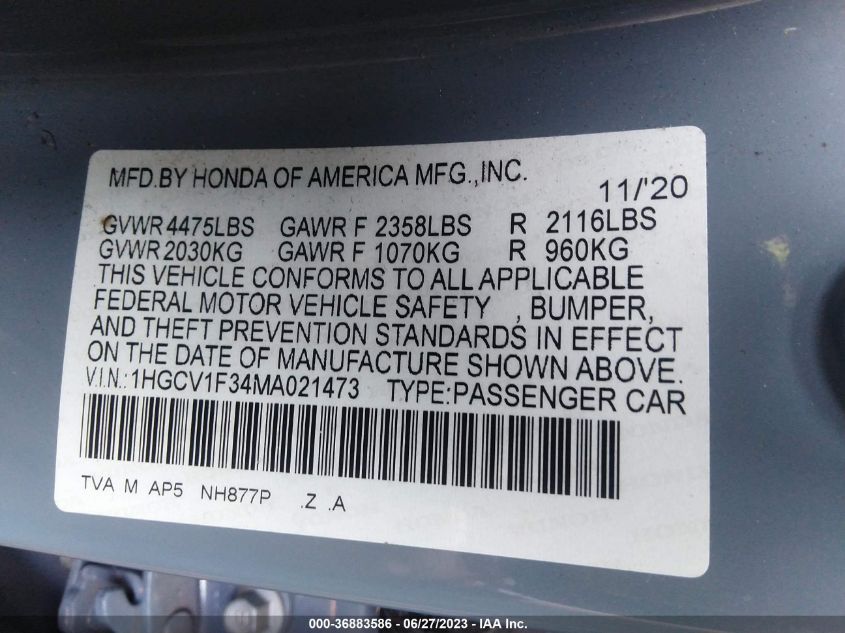 MFD.BY HONDA OF AMERICA MFG.,INC. 11/'20
GVWR 4475LBS GAWR F 2358LBS R 2116LBS
GVWR 2030KG GAWR F 1070KG R 960KG
THIS VEHICLE CONFORMS TO ALL APPLICABLE
FEDERAL MOTOR VEHICLE SAFETY , BUMPER,
AND THEFT PREVENTION STANDARDS IN EFFECT
ON THE DATE OF MANUFACTURE SHOWN ABOVE.
V.I.N.:1HGCV1F34MA021473 TYPE:PASSENGER CAR
TVA M AP5 NH877P .Z .A
000-36883586 / 06/27/2023 - IAA Inc.